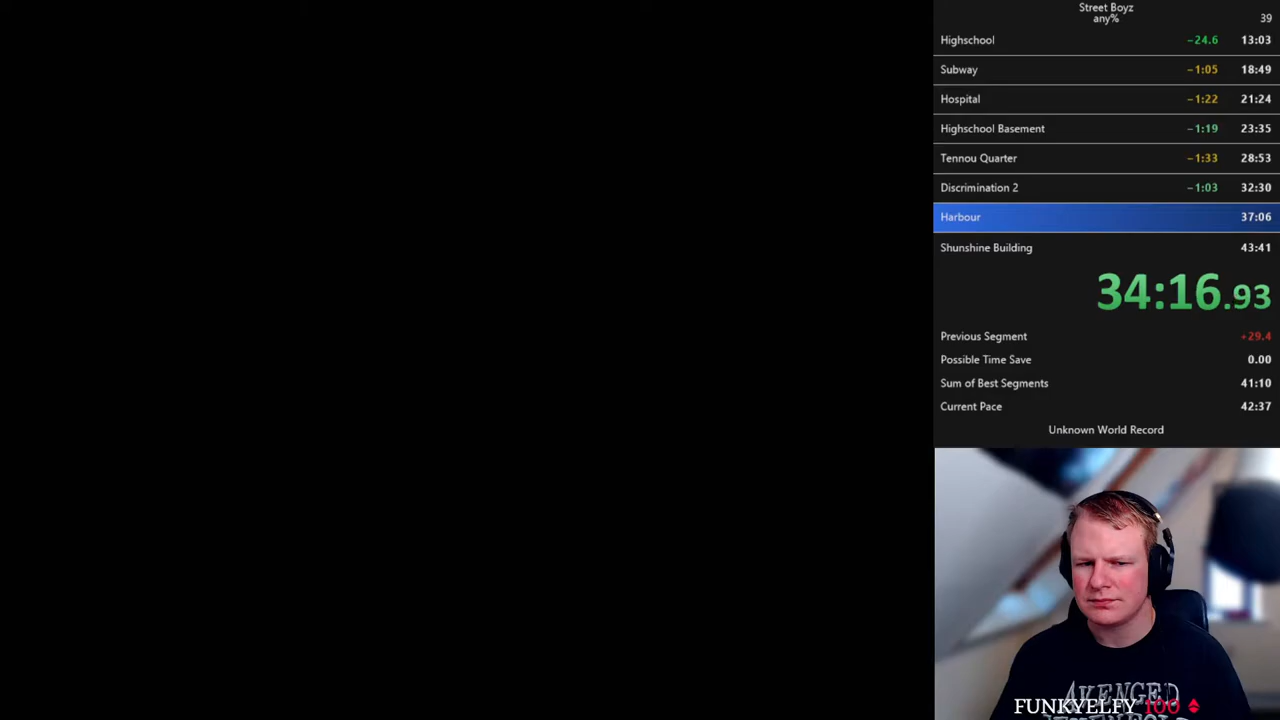 Street Boyz
any%
39
Highschool −24.6 13:03
Subway −1:05 18:49
Hospital −1:22 21:24
Highschool Basement −1:19 23:35
Tennou Quarter −1:33 28:53
Discrimination 2 −1:03 32:30
Harbour 37:06
Shunshine Building 43:41
34:16.93
Previous Segment +29.4
Possible Time Save 0.00
Sum of Best Segments 41:10
Current Pace 42:37
Unknown World Record
AVENGED
FUNKYELFY 100